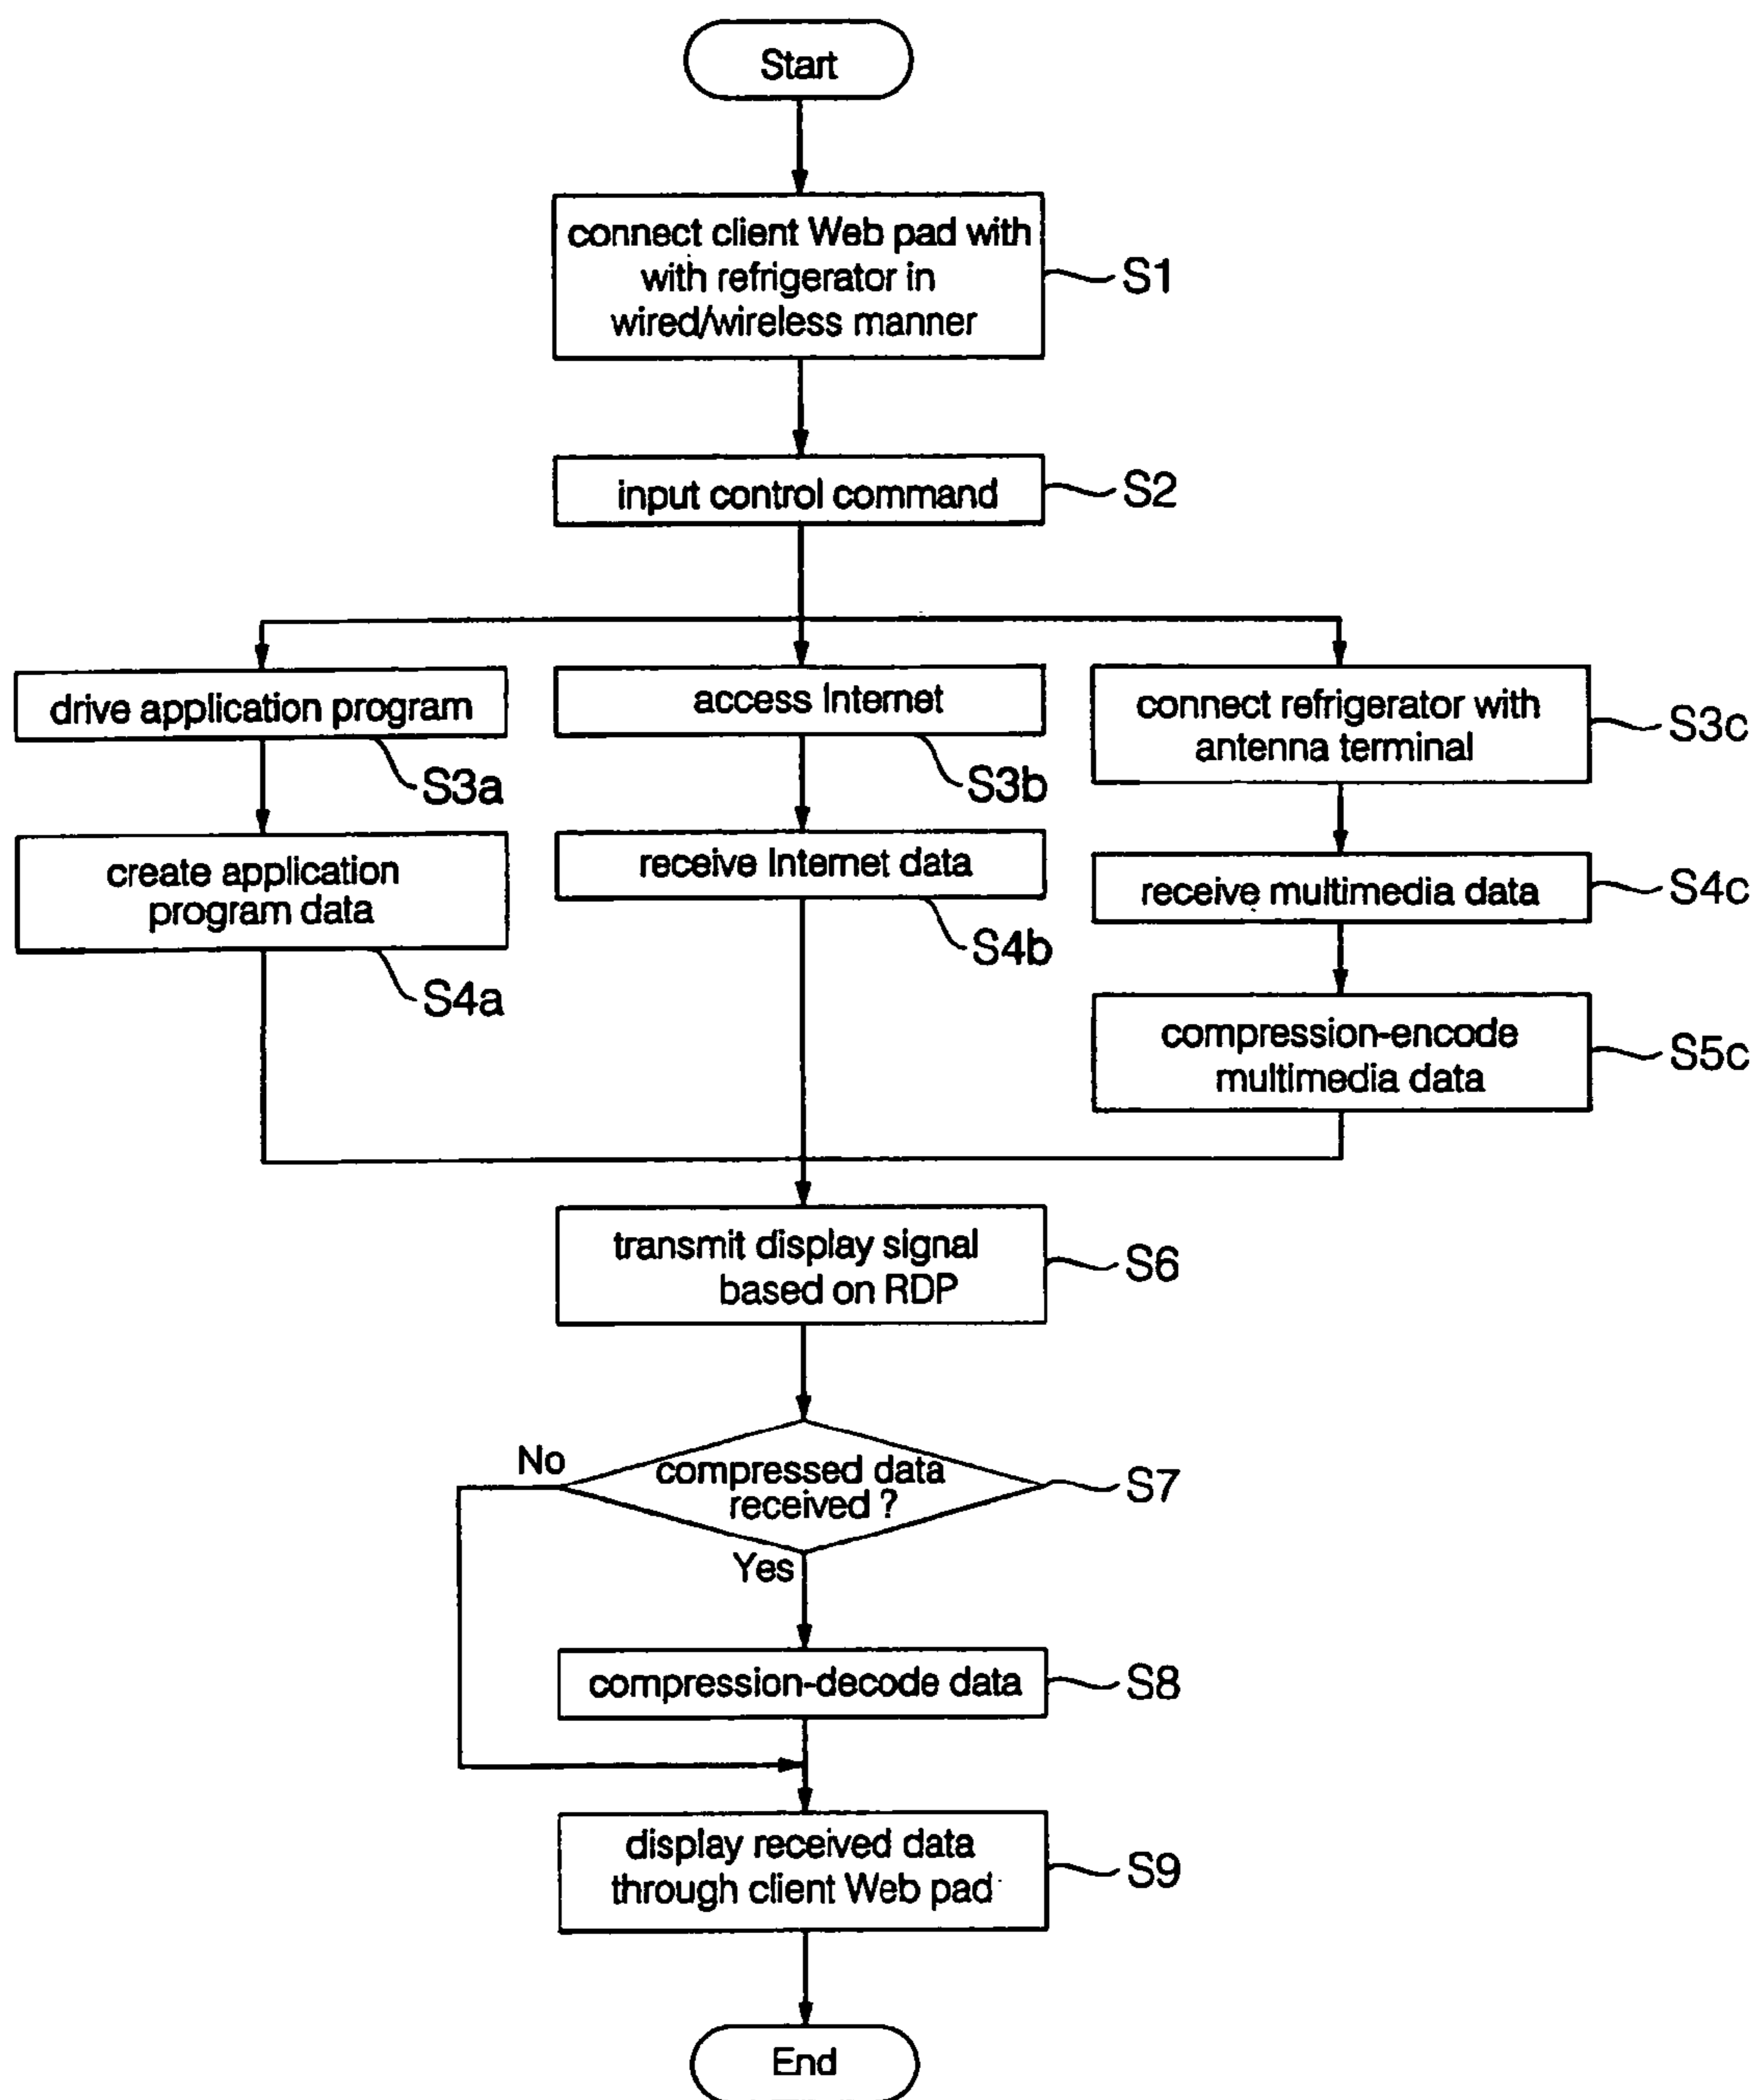 Start
connect client Web pad with
with refrigerator in
wired/wireless manner
S1
input control command
S2
drive application program
S3a
create application
program data
S4a
access Internet
S3b
receive Internet data
S4b
connect refrigerator with
antenna terminal
S3c
receive multimedia data
S4c
compression-encode
multimedia data
S5c
transmit display signal
based on RDP
S6
compressed data
received ?
S7
No
Yes
compression-decode data
S8
display received data
through client Web pad
S9
End